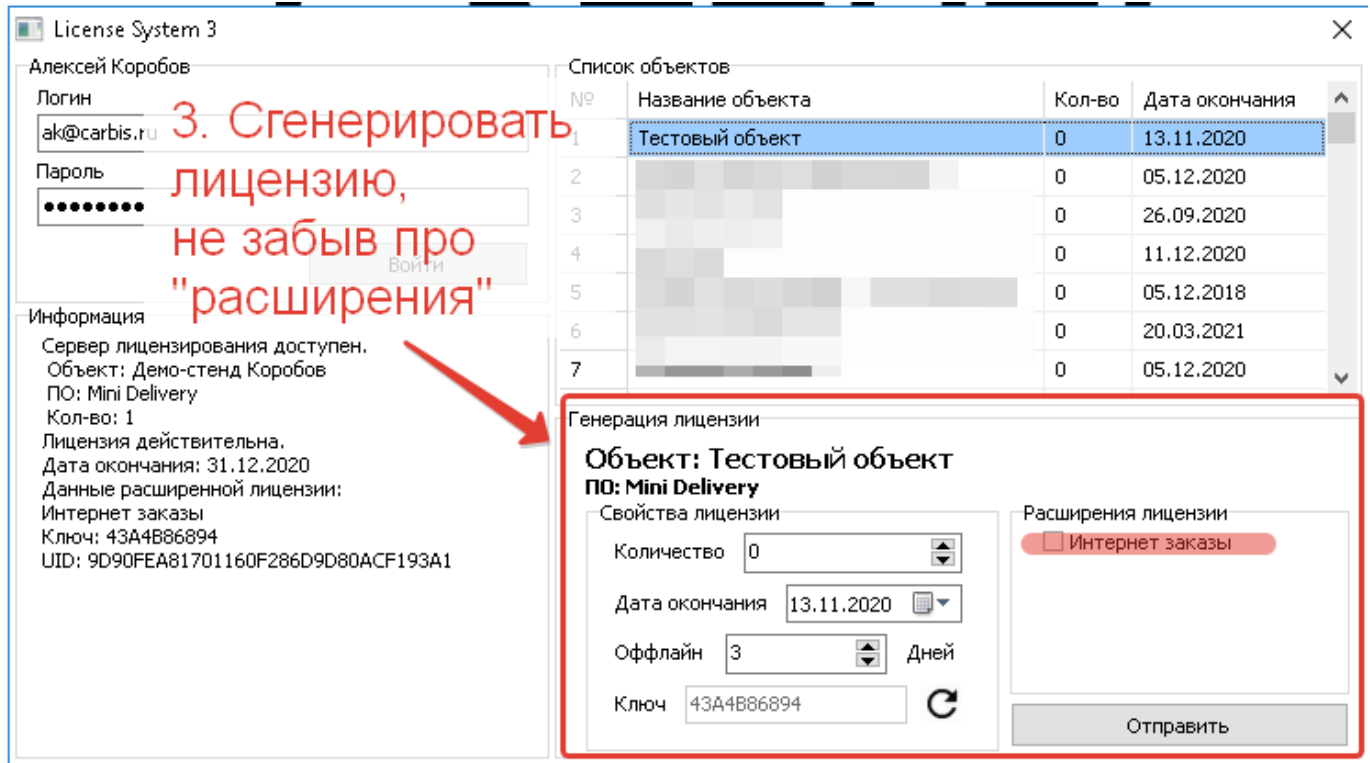 License System 3
Алексей Коробов
Логин
ak@carbis.ru
Пароль
Войти
3. Сгенерировать
лицензию,
не забыв про
"расширения"
Информация
Сервер лицензирования доступен.
Объект: Демо-стенд Коробов
ПО: Mini Delivery
Кол-во: 1
Лицензия действительна.
Дата окончания: 31.12.2020
Данные расширенной лицензии:
Интернет заказы
Ключ: 43A4B86894
UID: 9D90FEA81701160F286D9D80ACF193A1
Список объектов
№ Название объекта Кол-во Дата окончания
1 Тестовый объект 0 13.11.2020
2 0 05.12.2020
3 0 26.09.2020
4 0 11.12.2020
5 0 05.12.2018
6 0 20.03.2021
7 0 05.12.2020
Генерация лицензии
Объект: Тестовый объект
ПО: Mini Delivery
Свойства лицензии
Количество 0
Дата окончания 13.11.2020
Оффлайн 3 Дней
Ключ 43A4B86894
Расширения лицензии
Интернет заказы
Отправить